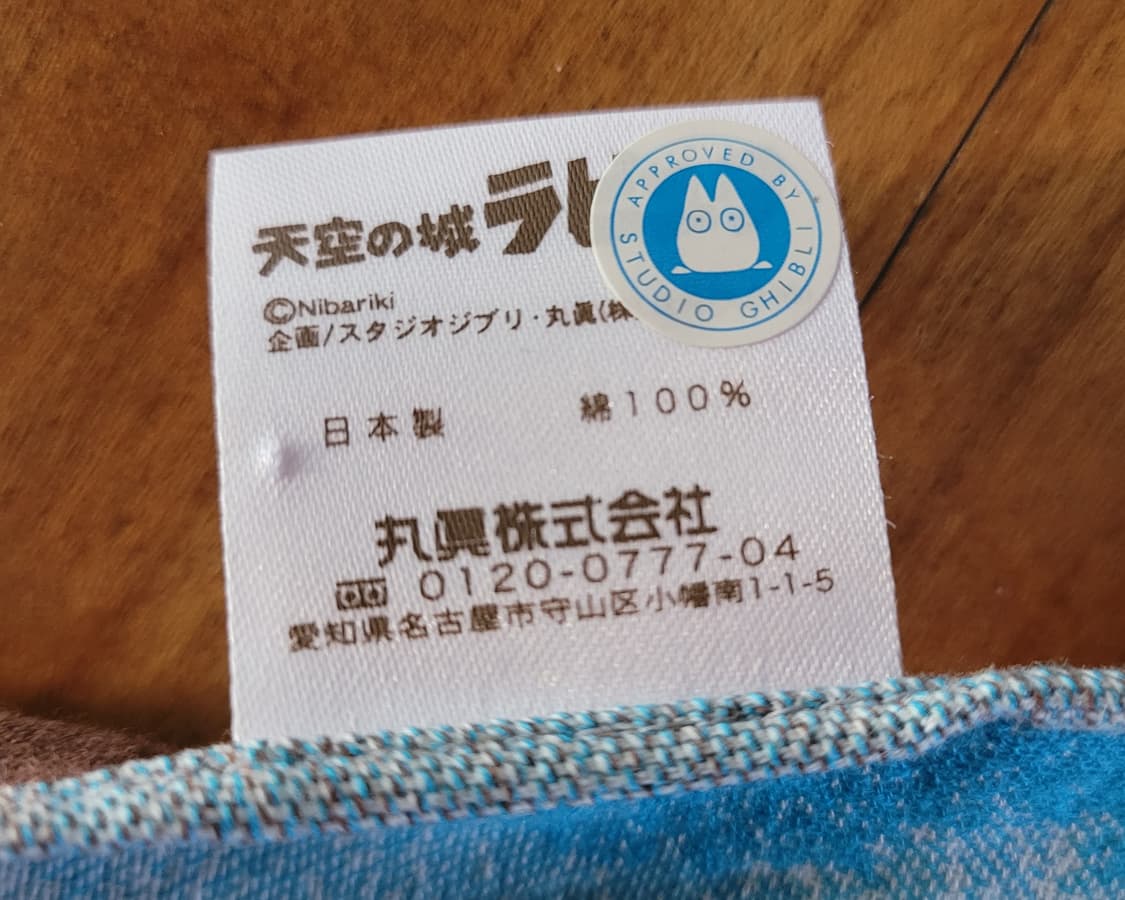 天空の城ラピ
©Nibariki
企画/スタジオジブリ・丸眞(株
APPROVED BY
STUDIO GHIBLI
日本製 綿100%
丸眞株式会社
0120-0777-04
愛知県名古屋市守山区小幡南1-1-5